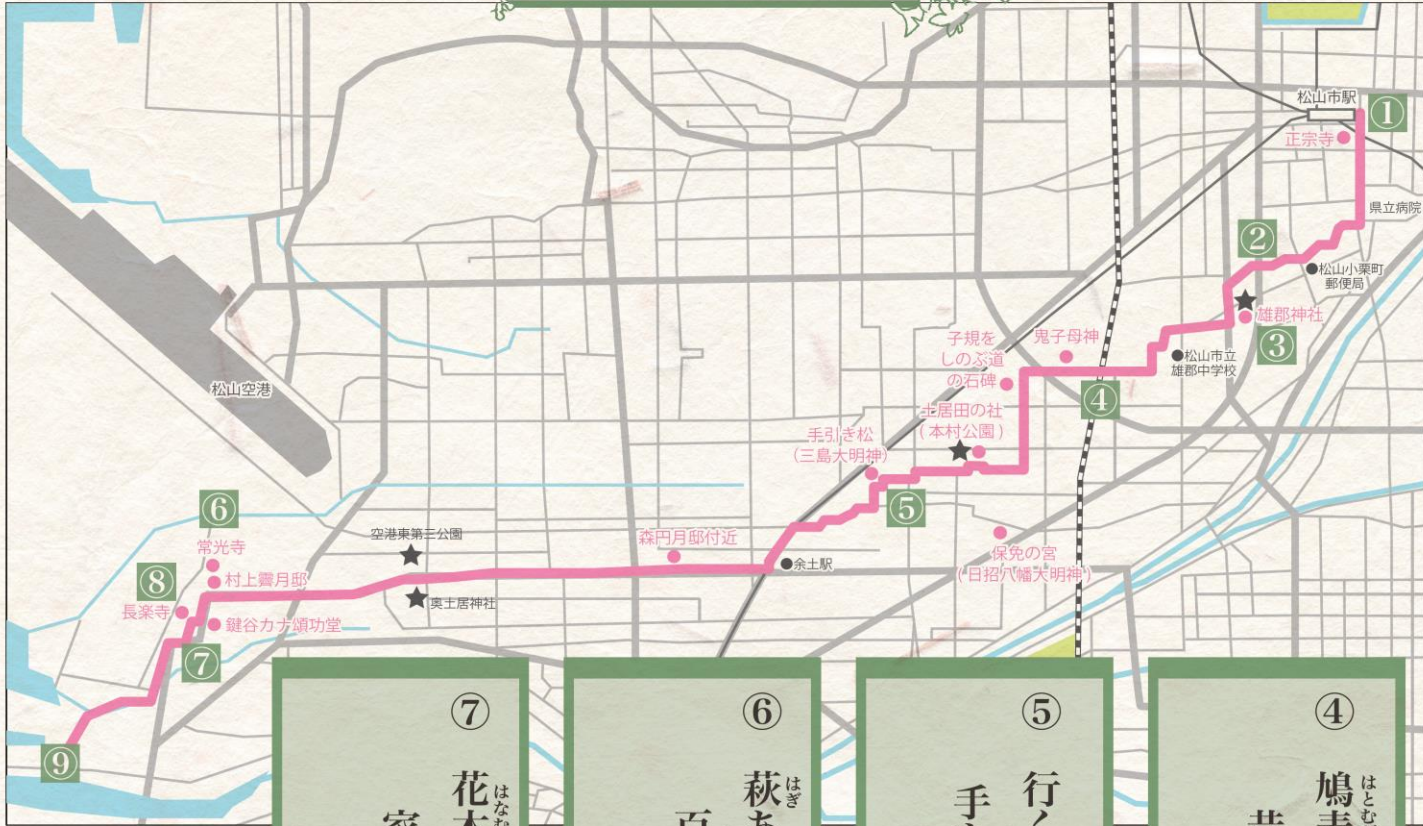 松山市駅
①
正宗寺
県立病院
②
松山小栗町
郵便局
雄郡神社
③
松山市立
雄郡中学校
鬼子母神
子規を
しのぶ道
の石碑
④
土居田の社
(本村公園)
手引き松
(三島大明神)
⑤
松山空港
⑥
常光寺
空港東第三公園
森円月邸付近
余土駅
保免の宮
(日招八幡大明神)
⑧
村上霽月邸
奥土居神社
長楽寺
鍵谷カナ頌功堂
⑦
⑨
④
はとむ
鳩麦
昔
⑤
行く
手
⑥
はぎ
萩あ
百
⑦
はなむ
花木